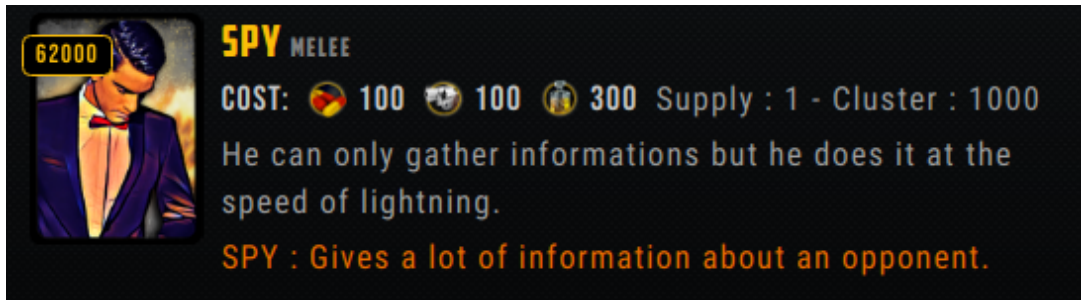 62000
SPY MELEE
COST: 100 100 300 Supply : 1 - Cluster : 1000
He can only gather informations but he does it at the
speed of lightning.
SPY : Gives a lot of information about an opponent.